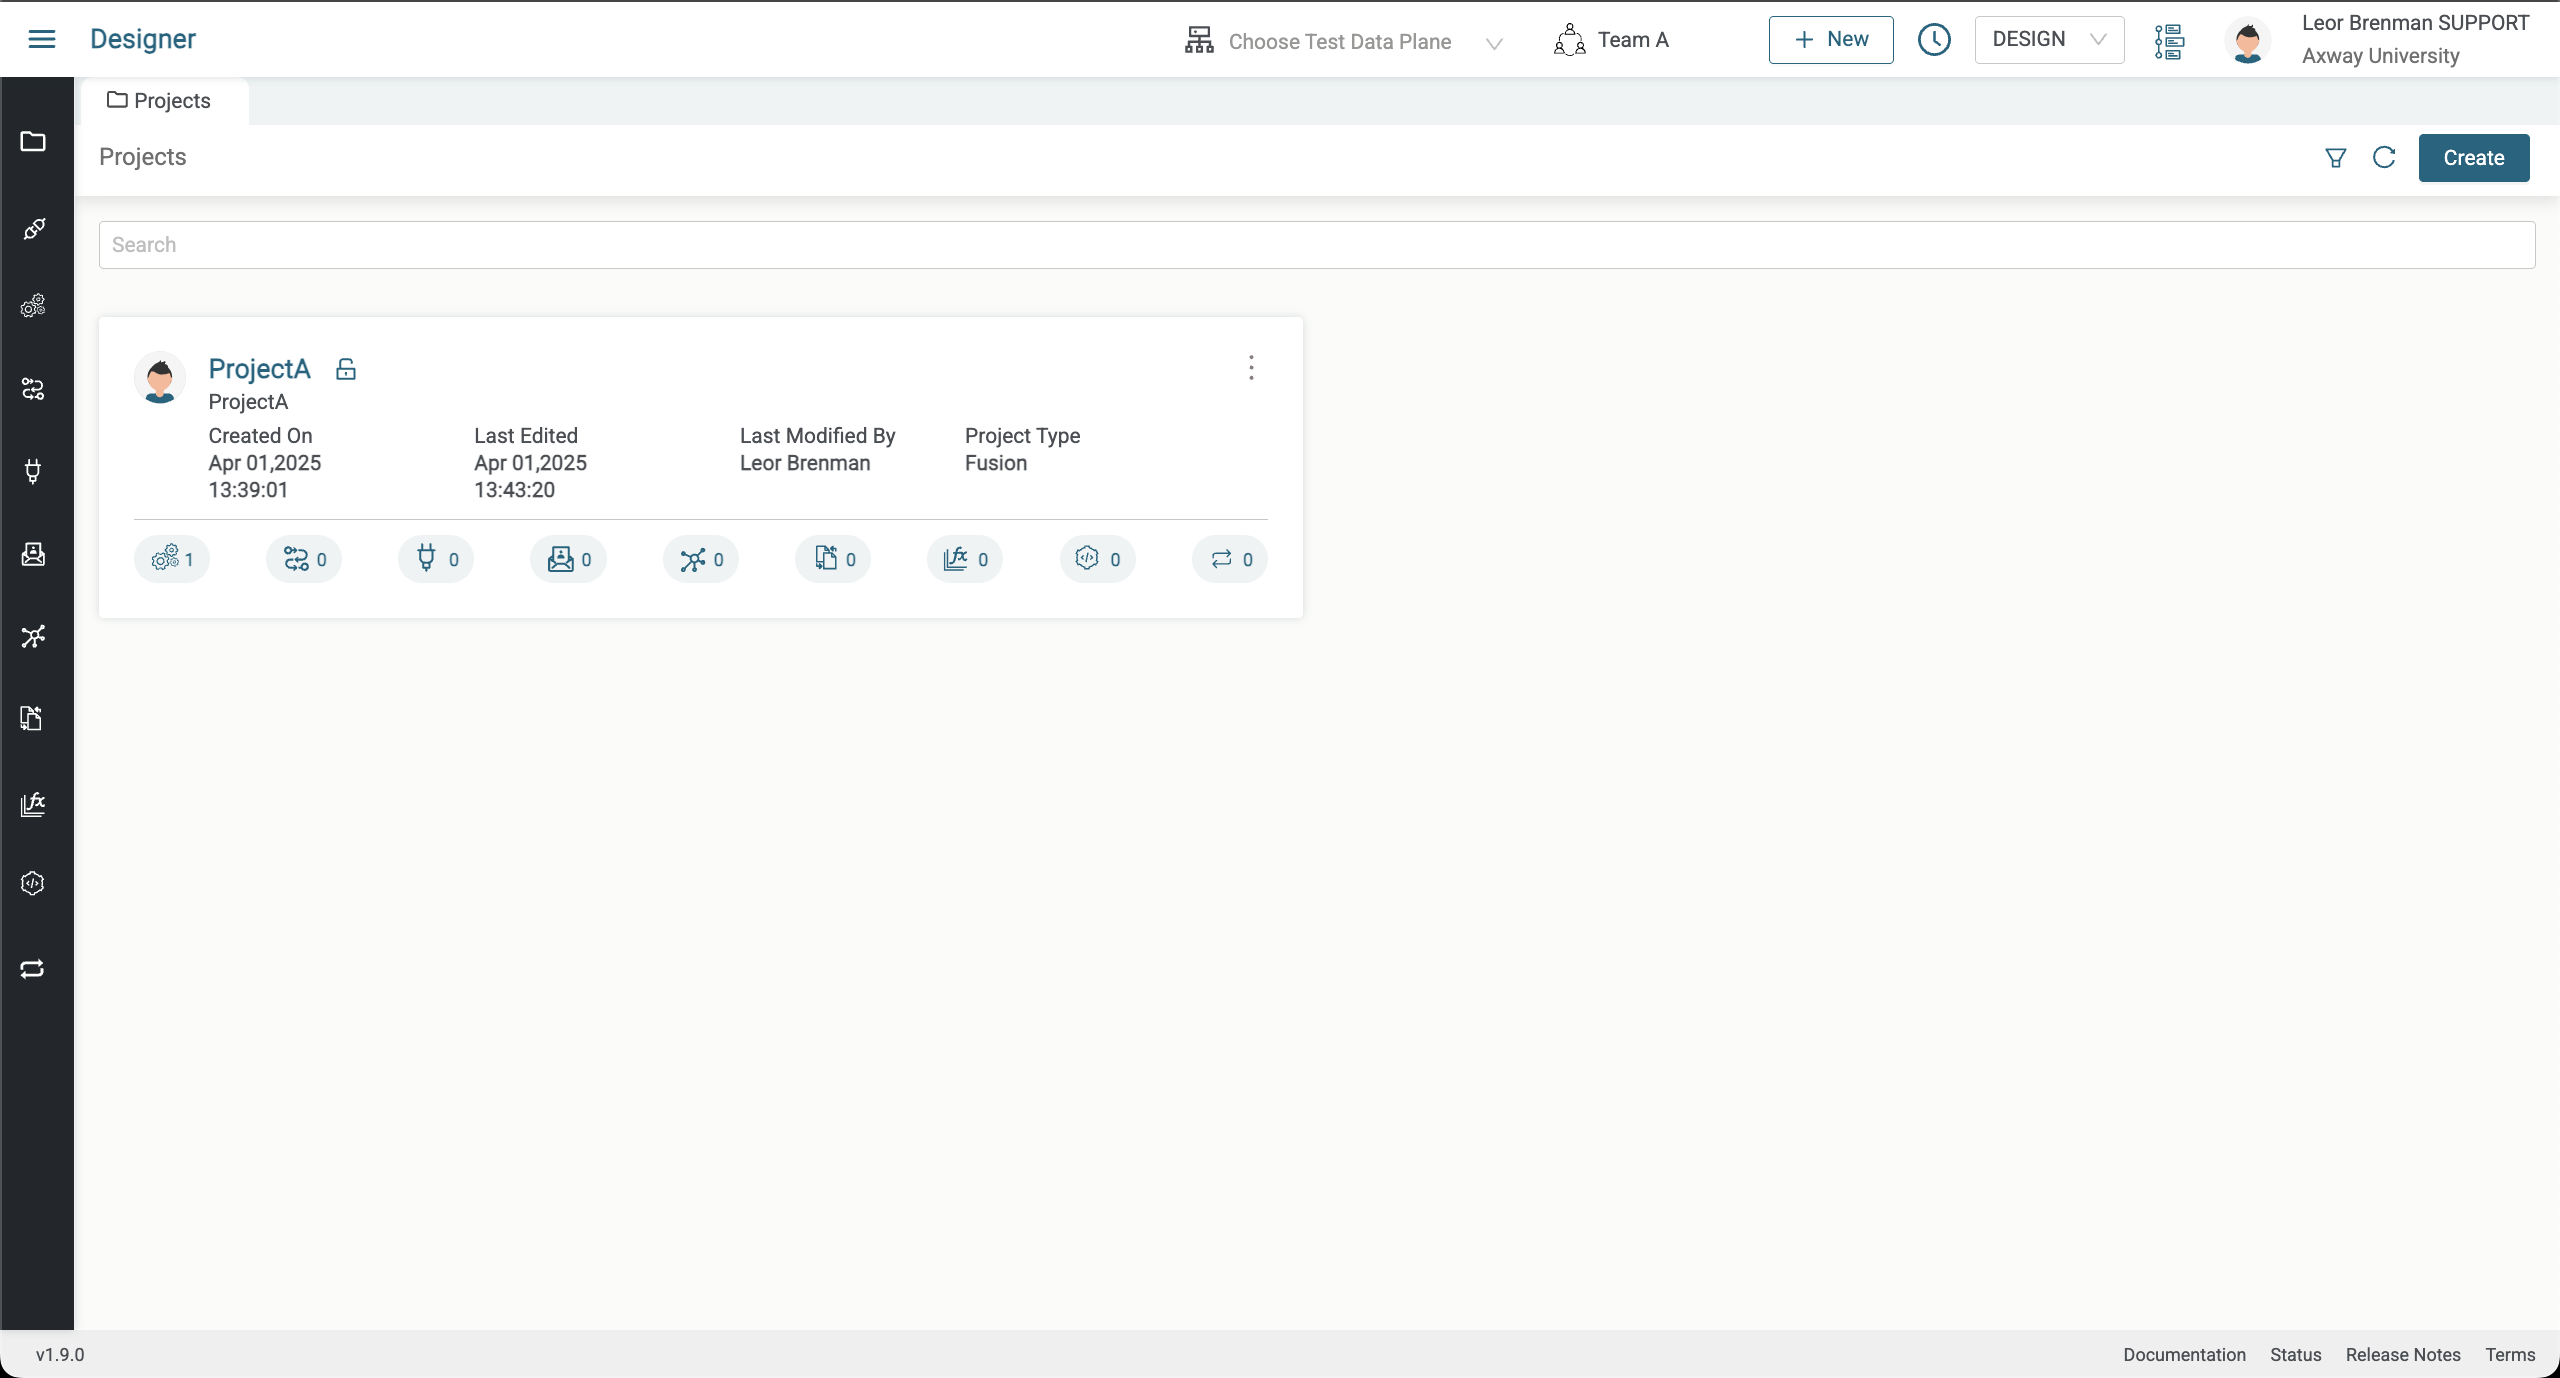 Designer
Choose Test Data Plane
Team A
+ New
DESIGN
Leor Brenman SUPPORT
Axway University
Projects
Projects
Create
Search
ProjectA
ProjectA
Created On
Apr 01,2025
13:39:01
Last Edited
Apr 01,2025
13:43:20
Last Modified By
Leor Brenman
Project Type
Fusion
1
0
0
0
0
0
fx 0
0
0
fx
v1.9.0
Documentation
Status
Release Notes
Terms